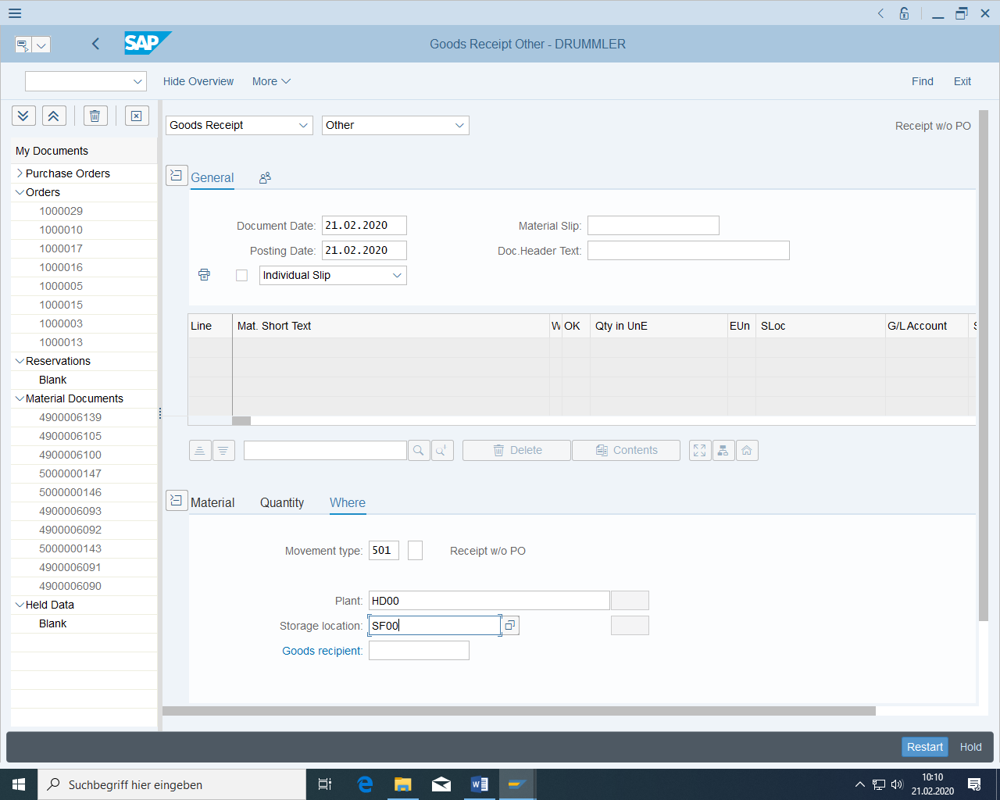 SAP
Goods Receipt Other - DRUMMLER
Hide Overview
More
Find
Exit
Goods Receipt
Other
Receipt w/o PO
My Documents
Purchase Orders
Orders
1000029
1000010
1000017
1000016
1000005
1000015
1000003
1000013
Reservations
Blank
Material Documents
4900006139
4900006105
4900006100
5000000147
5000000146
4900006093
4900006092
5000000143
4900006091
4900006090
Held Data
Blank
General
Document Date: 21.02.2020
Material Slip:
Posting Date: 21.02.2020
Doc.Header Text:
Individual Slip
Line Mat. Short Text W OK Qty in UnE EUn SLoc G/L Account S
Delete
Contents
Material Quantity Where
Movement type: 501 Receipt w/o PO
Plant: HD00
Storage location: SF00
Goods recipient:
Restart Hold
Suchbegriff hier eingeben
10:10
21.02.2020